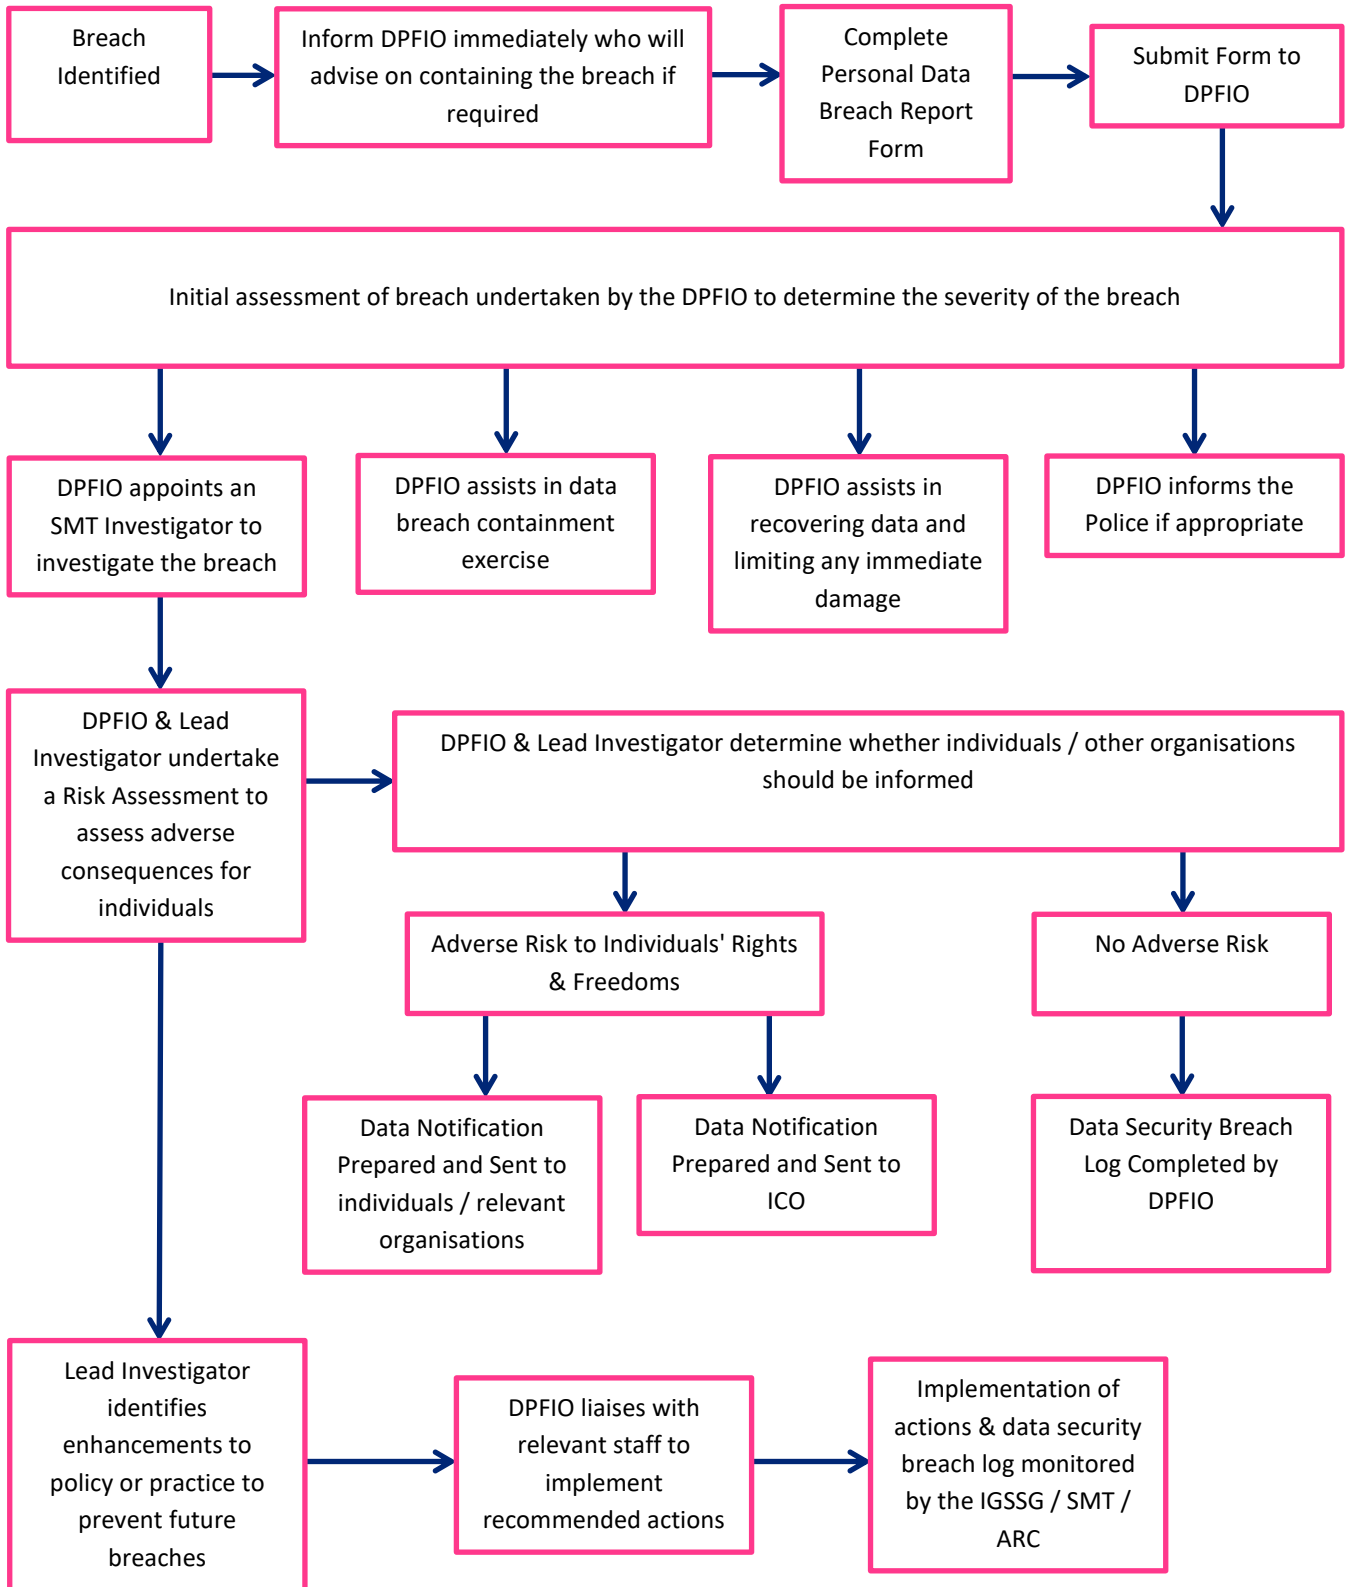 Breach
Identified
Inform DPFIO immediately who will
advise on containing the breach if
required
Complete
Personal Data
Breach Report
Form
Submit Form to
DPFIO
Initial assessment of breach undertaken by the DPFIO to determine the severity of the breach
DPFIO appoints an
SMT Investigator to
investigate the breach
DPFIO assists in data
breach containment
exercise
DPFIO assists in
recovering data and
limiting any immediate
damage
DPFIO informs the
Police if appropriate
DPFIO & Lead
Investigator undertake
a Risk Assessment to
assess adverse
consequences for
individuals
DPFIO & Lead Investigator determine whether individuals / other organisations
should be informed
Adverse Risk to Individuals' Rights
& Freedoms
No Adverse Risk
Data Notification
Prepared and Sent to
individuals / relevant
organisations
Data Notification
Prepared and Sent to
ICO
Data Security Breach
Log Completed by
DPFIO
Lead Investigator
identifies
enhancements to
policy or practice to
prevent future
breaches
DPFIO liaises with
relevant staff to
implement
recommended actions
Implementation of
actions & data security
breach log monitored
by the IGSSG / SMT /
ARC